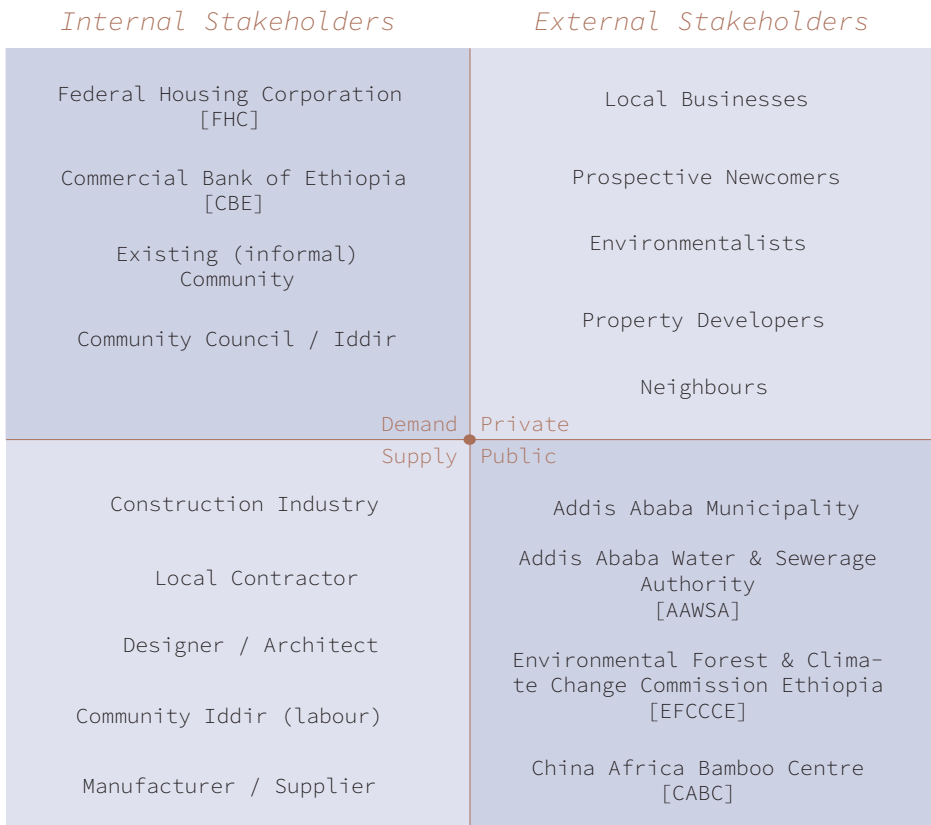 Internal Stakeholders
External Stakeholders
Federal Housing Corporation
[FHC]
Commercial Bank of Ethiopia
[CBE]
Existing (informal)
Community
Community Council / Iddir
Local Businesses
Prospective Newcomers
Environmentalists
Property Developers
Neighbours
Demand
Private
Supply
Public
Construction Industry
Local Contractor
Designer / Architect
Community Iddir (labour)
Manufacturer / Supplier
Addis Ababa Municipality
Addis Ababa Water & Sewerage
Authority
[AAWSA]
Environmental Forest & Clima-
te Change Commission Ethiopia
[EFCCCE]
China Africa Bamboo Centre
[CABC]